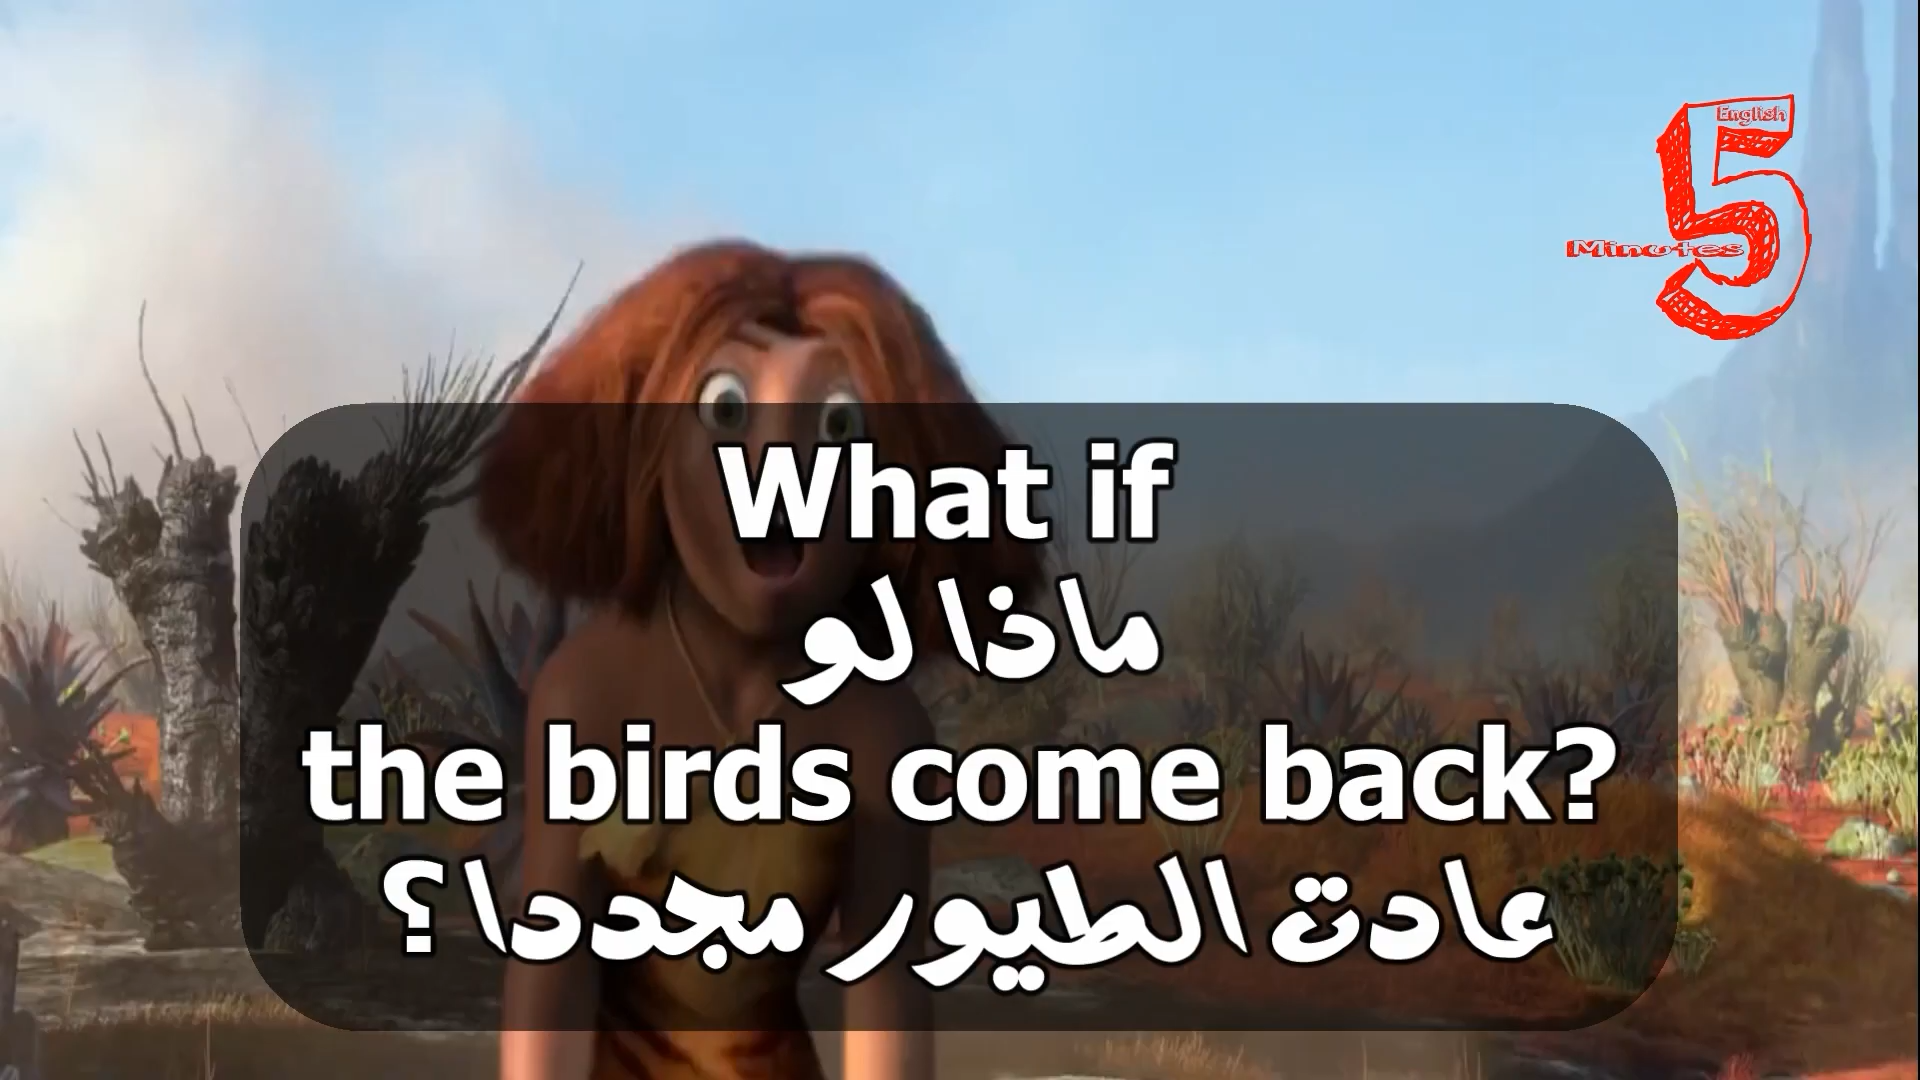 English
5
Minutes
What if
ماذا لو
the birds come back?
عادت الطيور مجددا ؟